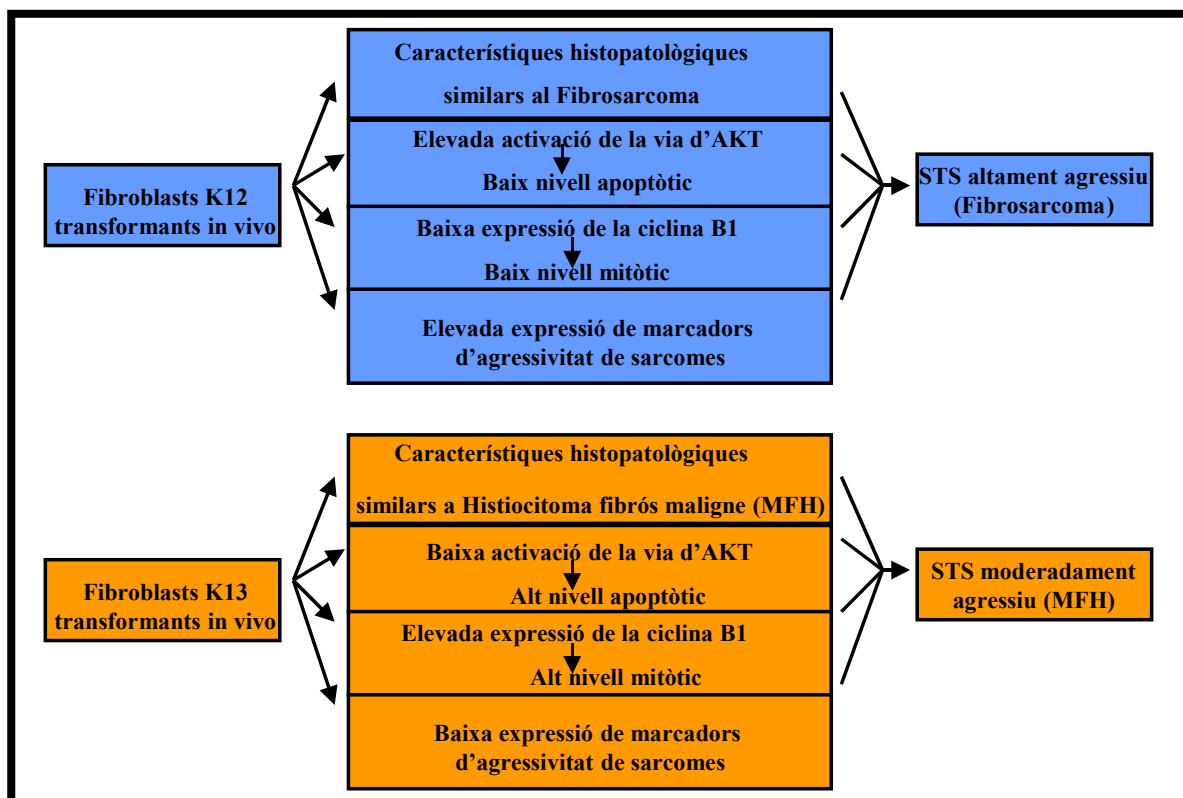 Característíques histopatològiques
similars al Fibrosarcoma
Elevada activació de la via d’AKT
Baix nivell apoptòtic
Fibroblasts K12
transformants in vivo
STS altament agressiu
(Fibrosarcoma)
Baixa expressió de la ciclina B1
Baix nivell mitòtic
Elevada expressió de marcadors
d’agressivitat de sarcomes
Característíques histopatològiques
similars a Histiocitoma fibrós maligne (MFH)
Baixa activació de la via d’AKT
Alt nivell apoptòtic
Fibroblasts K13
transformants in vivo
STS moderadament
agressiu (MFH)
Elevada expressió de la ciclina B1
Alt nivell mitòtic
Baixa expressió de marcadors
d’agressivitat de sarcomes